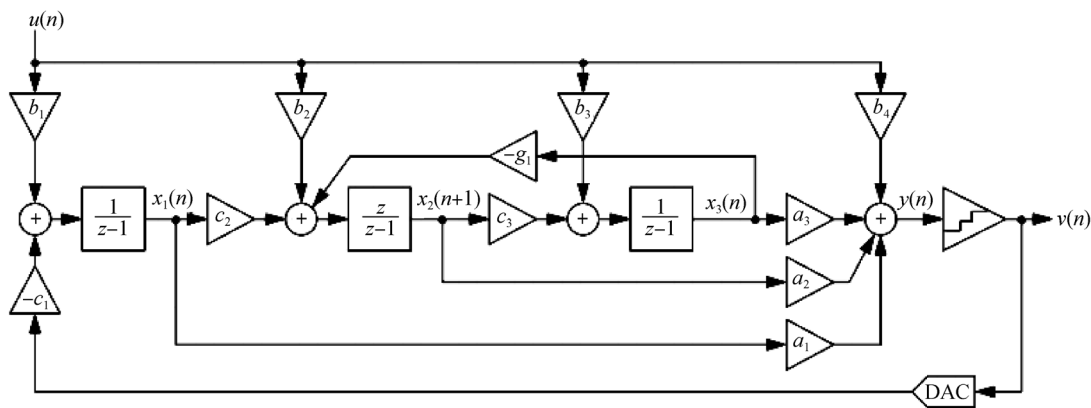 u(n)
b₁ b₂ b₃ b₄
−g₁
+ 1/(z−1) x₁(n) c₂ + z/(z−1) x₂(n+1) c₃ + 1/(z−1) x₃(n) a₃ + y(n) v(n)
a₂
−c₁
a₁
DAC